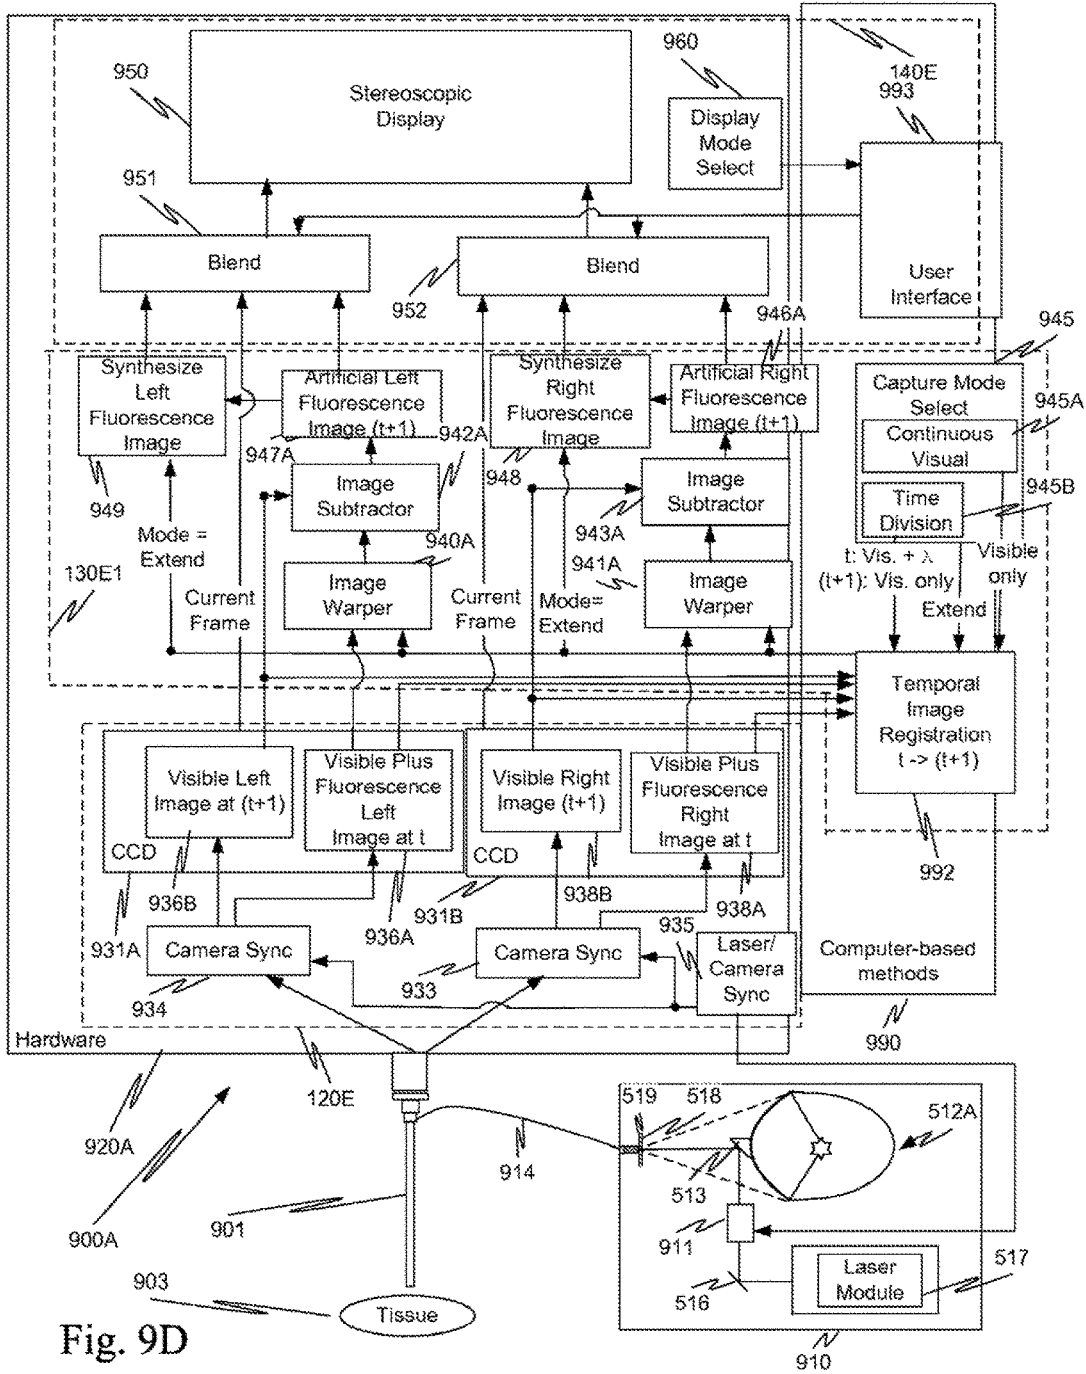 950
Stereoscopic
Display
960
140E
993
Display
Mode
Select
951
Blend
952
Blend
User
Interface
946A
945
Synthesize
Left
Fluorescence
Image
Artificial Left
Fluorescence
Image (t+1)
942A
947A
Synthesize
Right
Fluorescence
Image
948
Artificial Right
Fluorescence
Image (t+1)
Capture Mode
Select
945A
Continuous
Visual
949
Image
Subtractor
Image
Subtractor
943A
945B
Time
Division
Mode =
Extend
940A
941A
t: Vis. + λ
(t+1): Vis. only
Visible
only
130E1
Image
Warper
Image
Warper
Current
Frame
Current
Frame
Mode=
Extend
Extend
Temporal
Image
Registration
t -> (t+1)
Visible Left
Image at (t+1)
Visible Plus
Fluorescence
Left
Image at t
Visible Right
Image (t+1)
Visible Plus
Fluorescence
Right
Image at t
CCD
CCD
992
936B
931A
936A
931B
938B
938A
935
Camera Sync
Camera Sync
Laser/
Camera
Sync
Computer-based
methods
934
933
990
Hardware
120E
920A
519
518
512A
914
513
900A
901
911
517
903
516
Laser
Module
Tissue
Fig. 9D
910